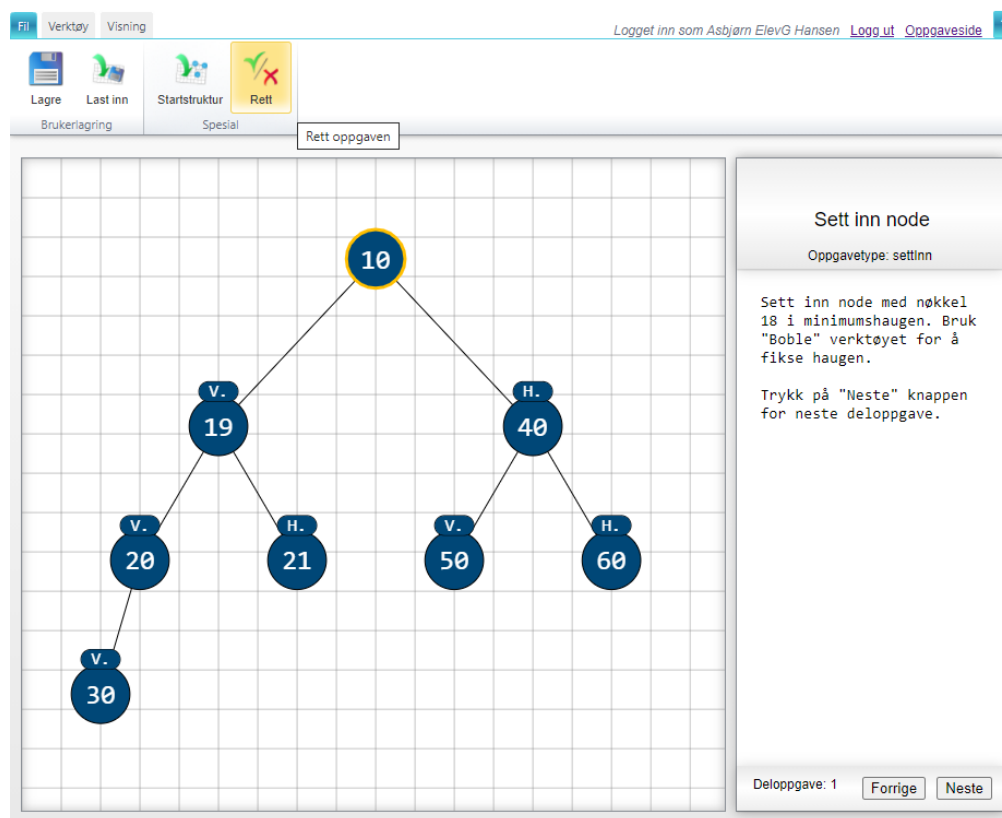 Fil Verktøy Visning
Logget inn som Asbjørn ElevG Hansen Logg ut Oppgaveside
Lagre Last inn Startstruktur Rett
Brukerlagring Spesial
Rett oppgaven
10
V. H.
19 40
V. H. V. H.
20 21 50 60
V.
30
Sett inn node
Oppgavetype: settInn
Sett inn node med nøkkel
18 i minimumshaugen. Bruk
"Boble" verktøyet for å
fikse haugen.
Trykk på "Neste" knappen
for neste deloppgave.
Deloppgave: 1 Forrige Neste